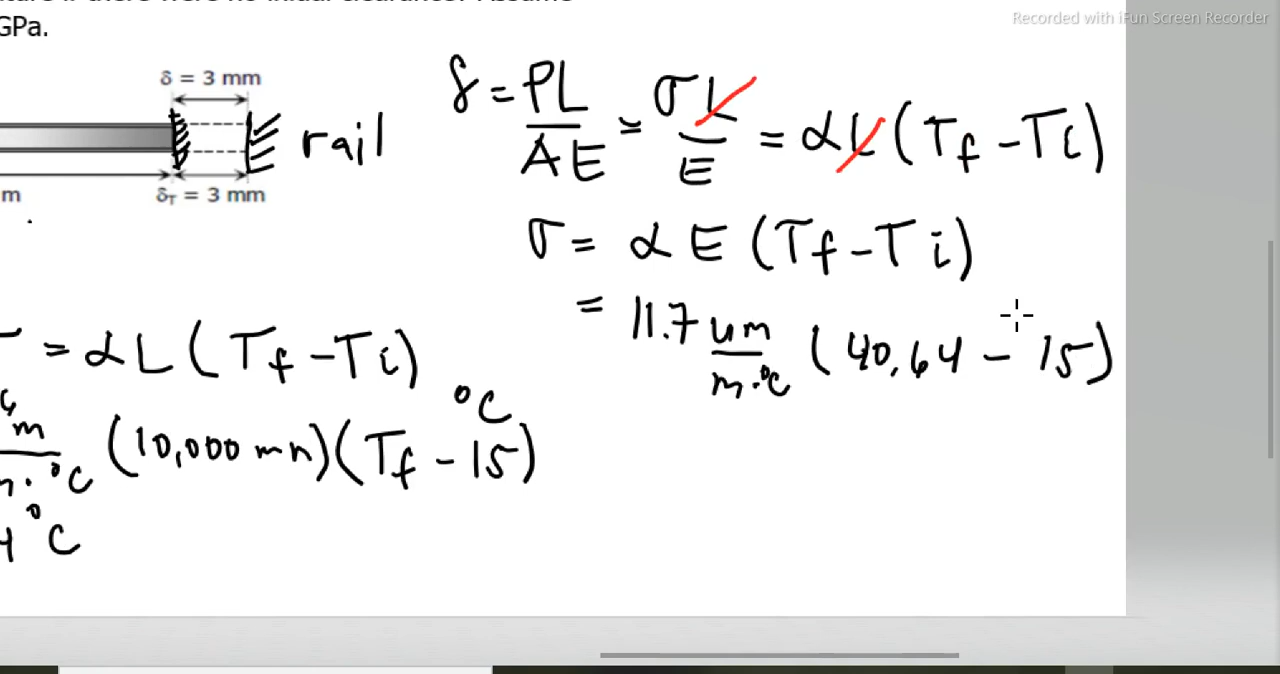 GPa.
Recorded with iFun Screen Recorder
δ = 3 mm
rail
m
δT = 3 mm
δ = PL/AE = σL/E = αL(Tf - Ti)
σ = αE(Tf - Ti)
= 11.7 um/m·°C (40.64 - 15)
= αL(Tf - Ti)
°C
m/m·°C (10,000 mm)(Tf - 15)
4°C